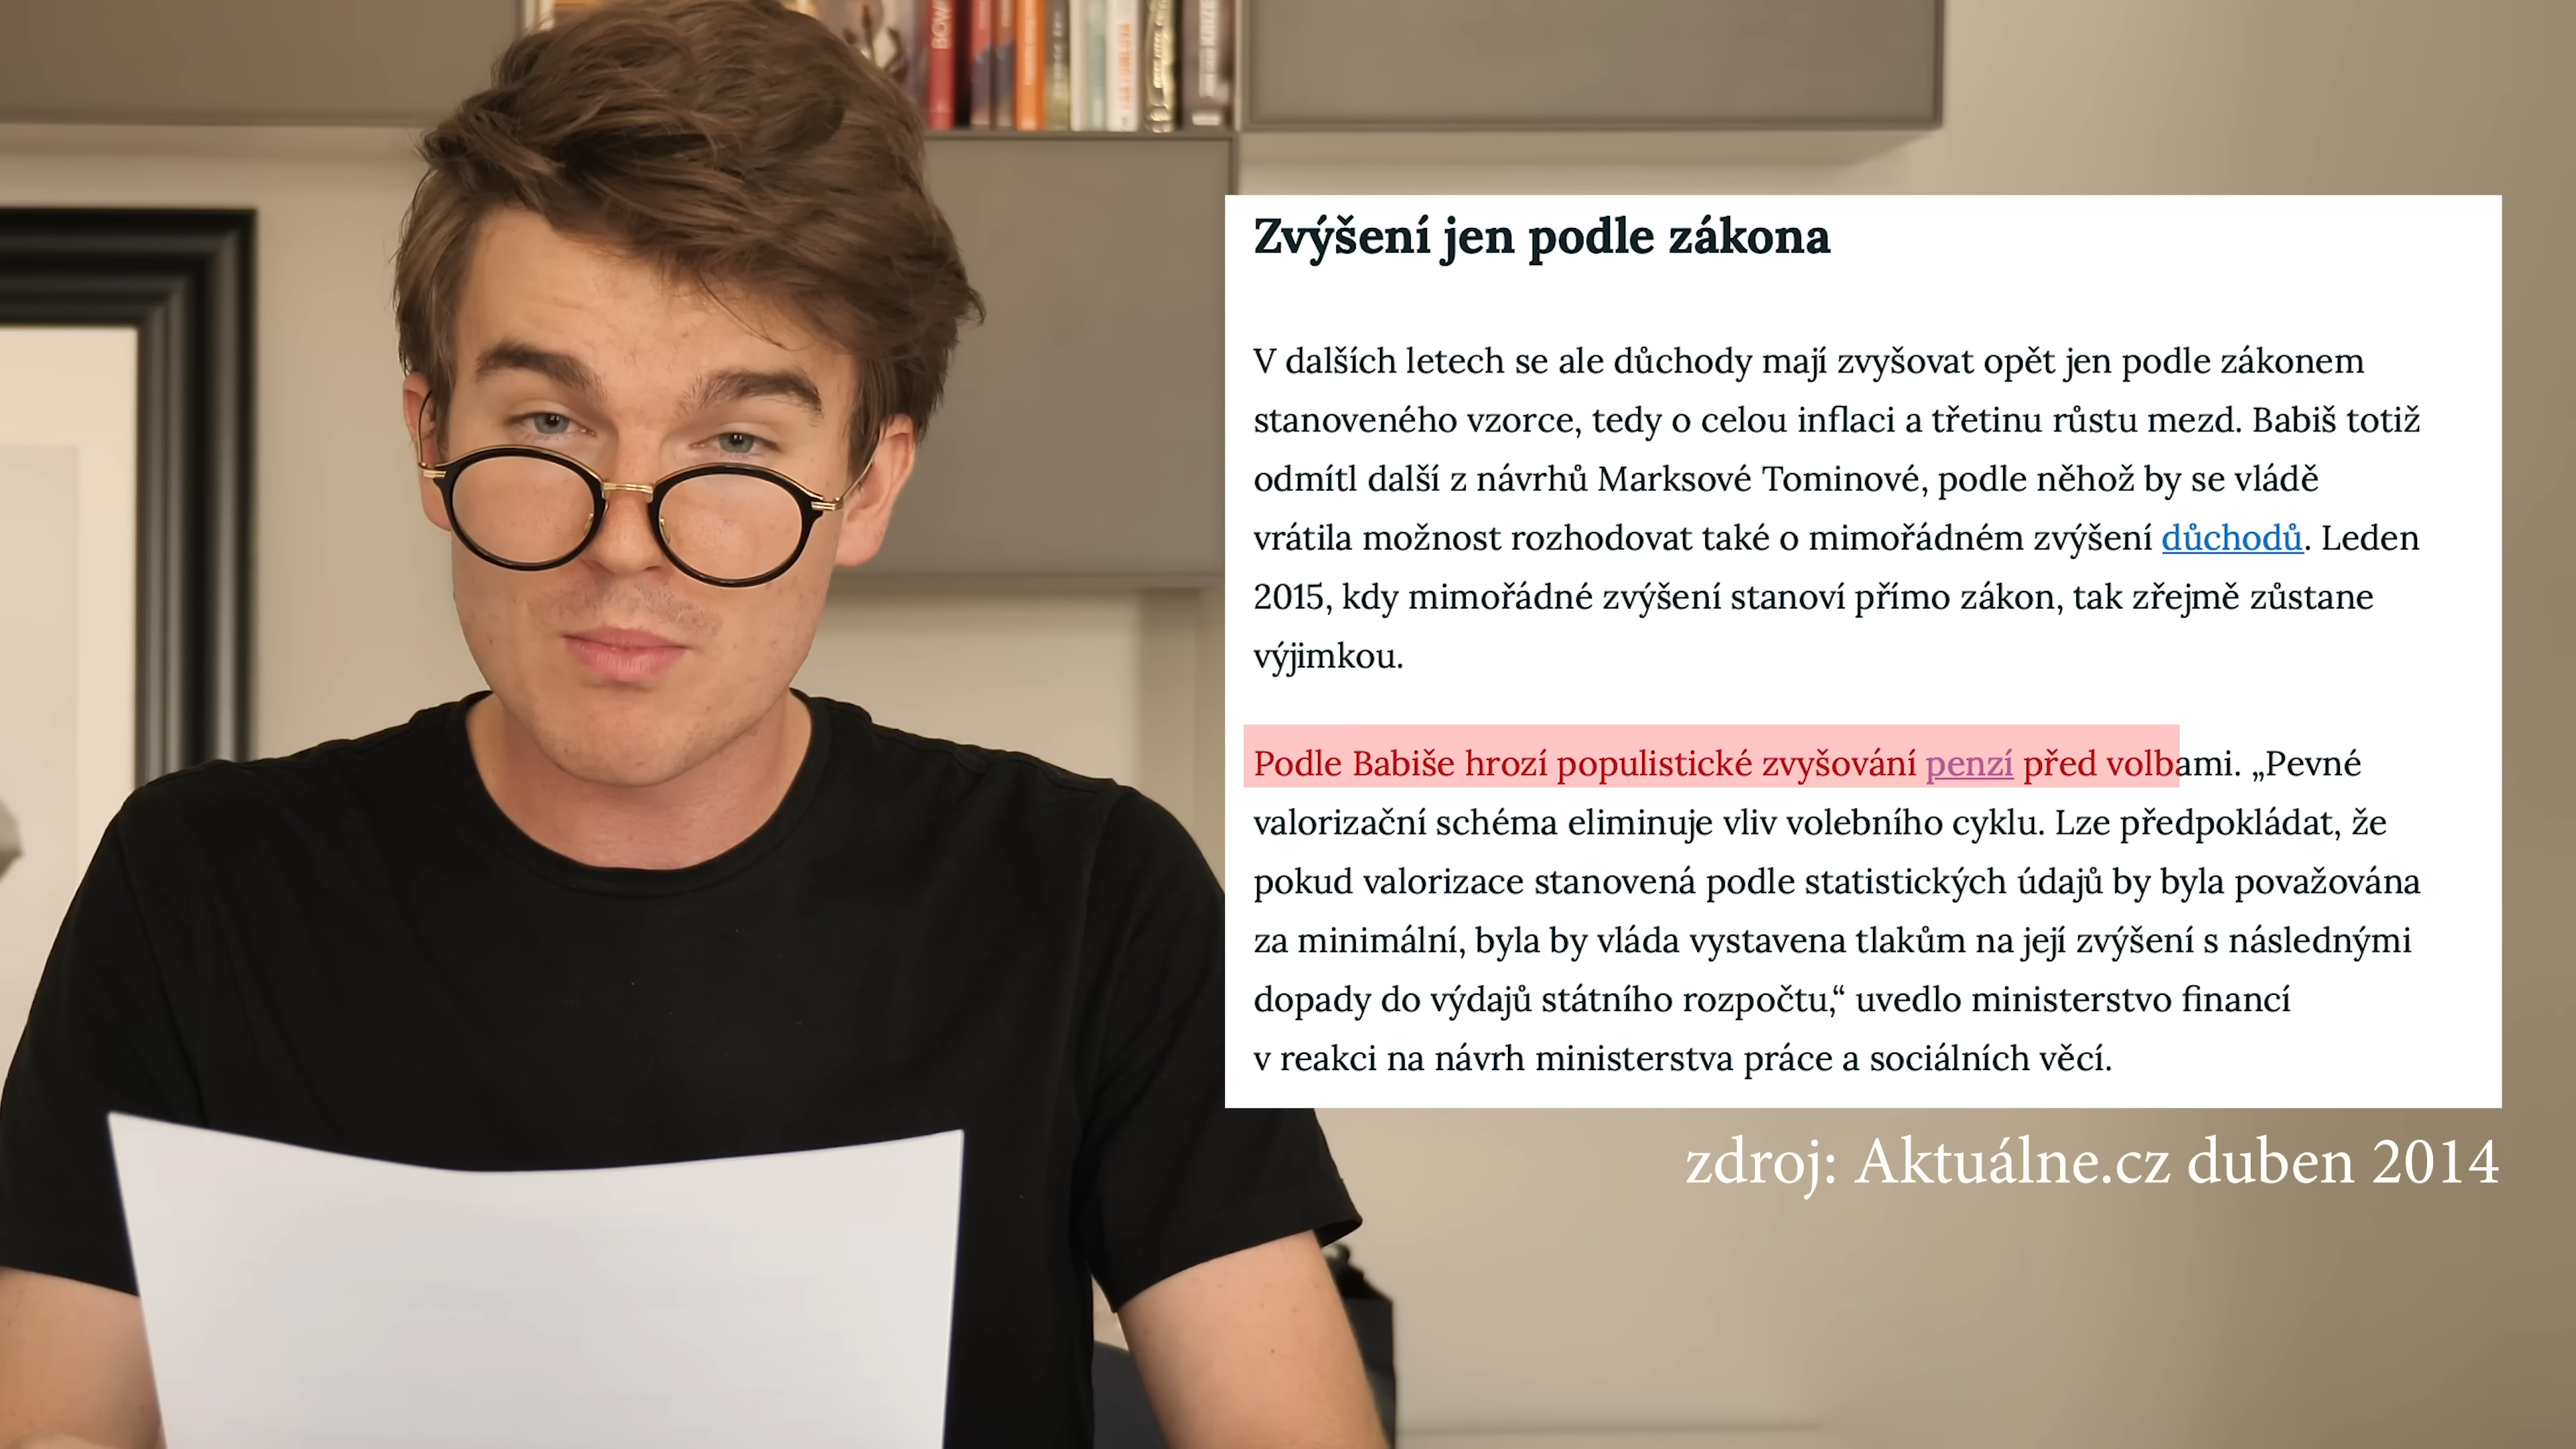 BOW
Zvýšení jen podle zákona
V dalších letech se ale důchody mají zvyšovat opět jen podle zákonem
stanoveného vzorce, tedy o celou inflaci a třetinu růstu mezd. Babiš totiž
odmítl další z návrhů Marksové Tominové, podle něhož by se vládě
vrátila možnost rozhodovat také o mimořádném zvýšení důchodů. Leden
2015, kdy mimořádné zvýšení stanoví přímo zákon, tak zřejmě zůstane
výjimkou.
Podle Babiše hrozí populistické zvyšování penzí před volbami. „Pevné
valorizační schéma eliminuje vliv volebního cyklu. Lze předpokládat, že
pokud valorizace stanovená podle statistických údajů by byla považována
za minimální, byla by vláda vystavena tlakům na její zvýšení s následnými
dopady do výdajů státního rozpočtu,“ uvedlo ministerstvo financí
v reakci na návrh ministerstva práce a sociálních věcí.
zdroj: Aktuálne.cz duben 2014